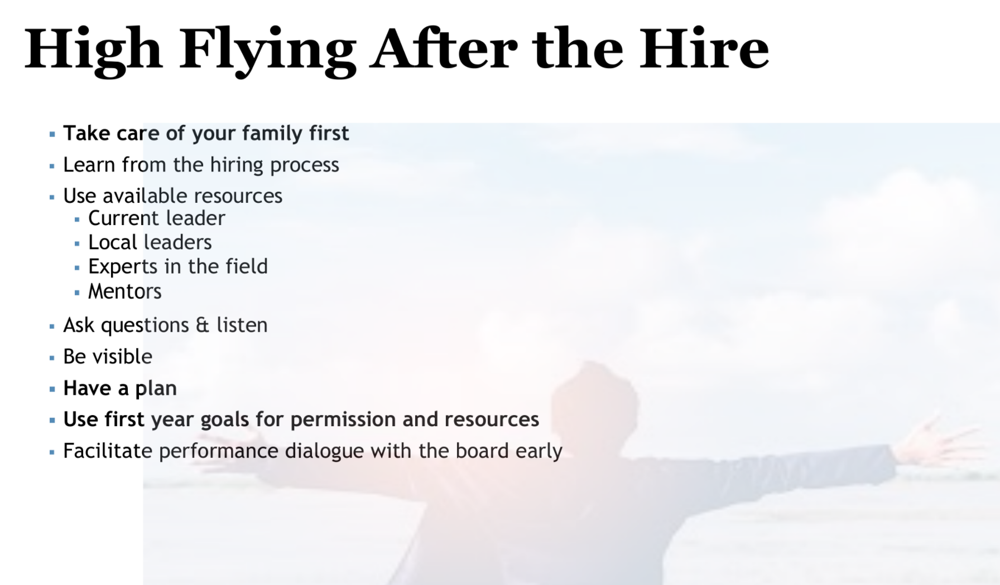 High Flying After the Hire
▪ Take care of your family first
▪ Learn from the hiring process
▪ Use available resources
▪ Current leader
▪ Local leaders
▪ Experts in the field
▪ Mentors
▪ Ask questions & listen
▪ Be visible
▪ Have a plan
▪ Use first year goals for permission and resources
▪ Facilitate performance dialogue with the board early